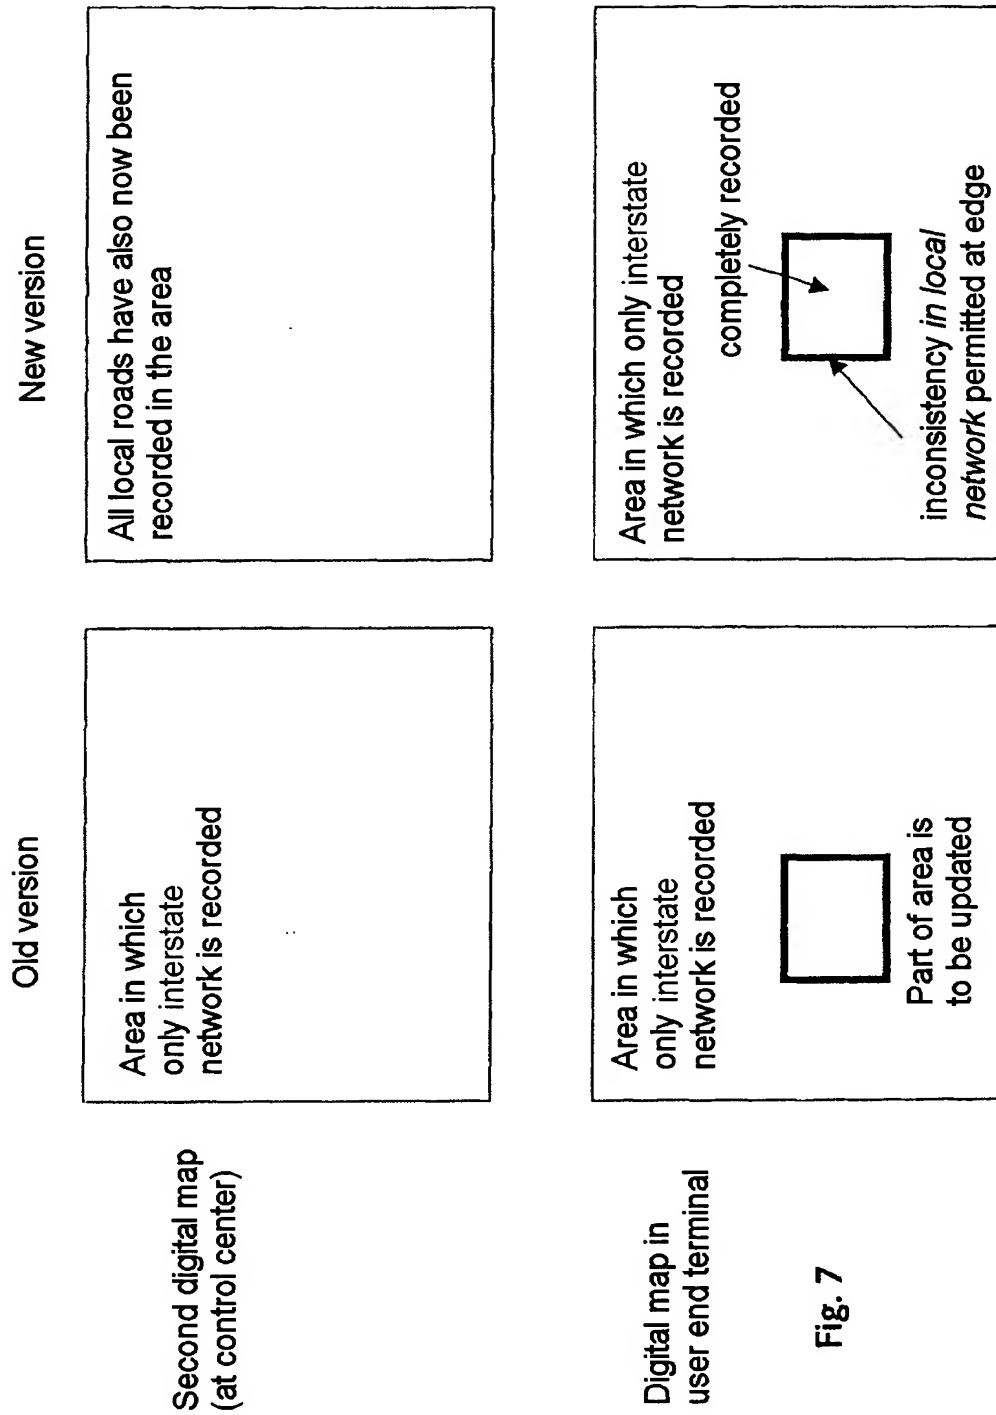 Old version
New version
Second digital map
(at control center)
Area in which
only interstate
network is recorded
All local roads have also now been
recorded in the area
Digital map in
user end terminal
Area in which
only interstate
network is recorded
Part of area is
to be updated
Area in which only interstate
network is recorded
completely recorded
inconsistency in local
network permitted at edge
Fig. 7